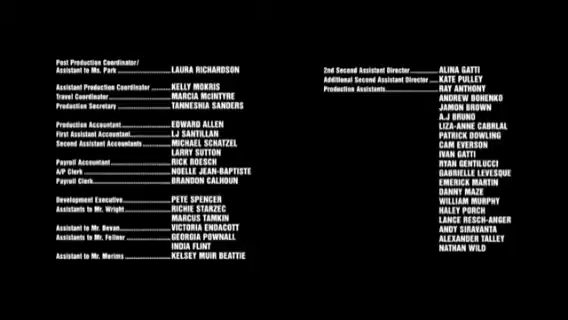 Post Production Coordinator/
Assistant to Ms. Park LAURA RICHARDSON
Assistant Production Coordinator KELLY MOKRIS
Travel Coordinator MARCIA McINTYRE
Production Secretary TANNESHIA SANDERS
Production Accountant EDWARD ALLEN
First Assistant Accountant LJ SANTILLAN
Second Assistant Accountants MICHAEL SCHATZEL
LARRY SUTTON
Payroll Accountant RICK ROESCH
A/P Clerk NOELLE JEAN-BAPTISTE
Payroll Clerk BRANDON CALHOUN
Development Executive PETE SPENCER
Assistants to Mr. Wright RICHIE STARZEC
MARCUS TAMKIN
Assistant to Mr. Bevan VICTORIA ENDACOTT
Assistants to Mr. Fellner GEORGIA POWNALL
INDIA FLINT
Assistant to Mr. Morims KELSEY MUIR BEATTIE
2nd Second Assistant Director ALINA GATTI
Additional Second Assistant Director KATE PULLEY
Production Assistants RAY ANTHONY
ANDREW BOHENKO
JAMON BROWN
A.J BRUNO
LIZA-ANNE CABRLAL
PATRICK DOWLING
CAM EVERSON
IVAN GATTI
RYAN GENTILUCCI
GABRIELLE LEVESQUE
EMERICK MARTIN
DANNY MAZE
WILLIAM MURPHY
HALEY PORCH
LANCE RESCH-ANGER
ANDY SIRAVANTA
ALEXANDER TALLEY
NATHAN WILD